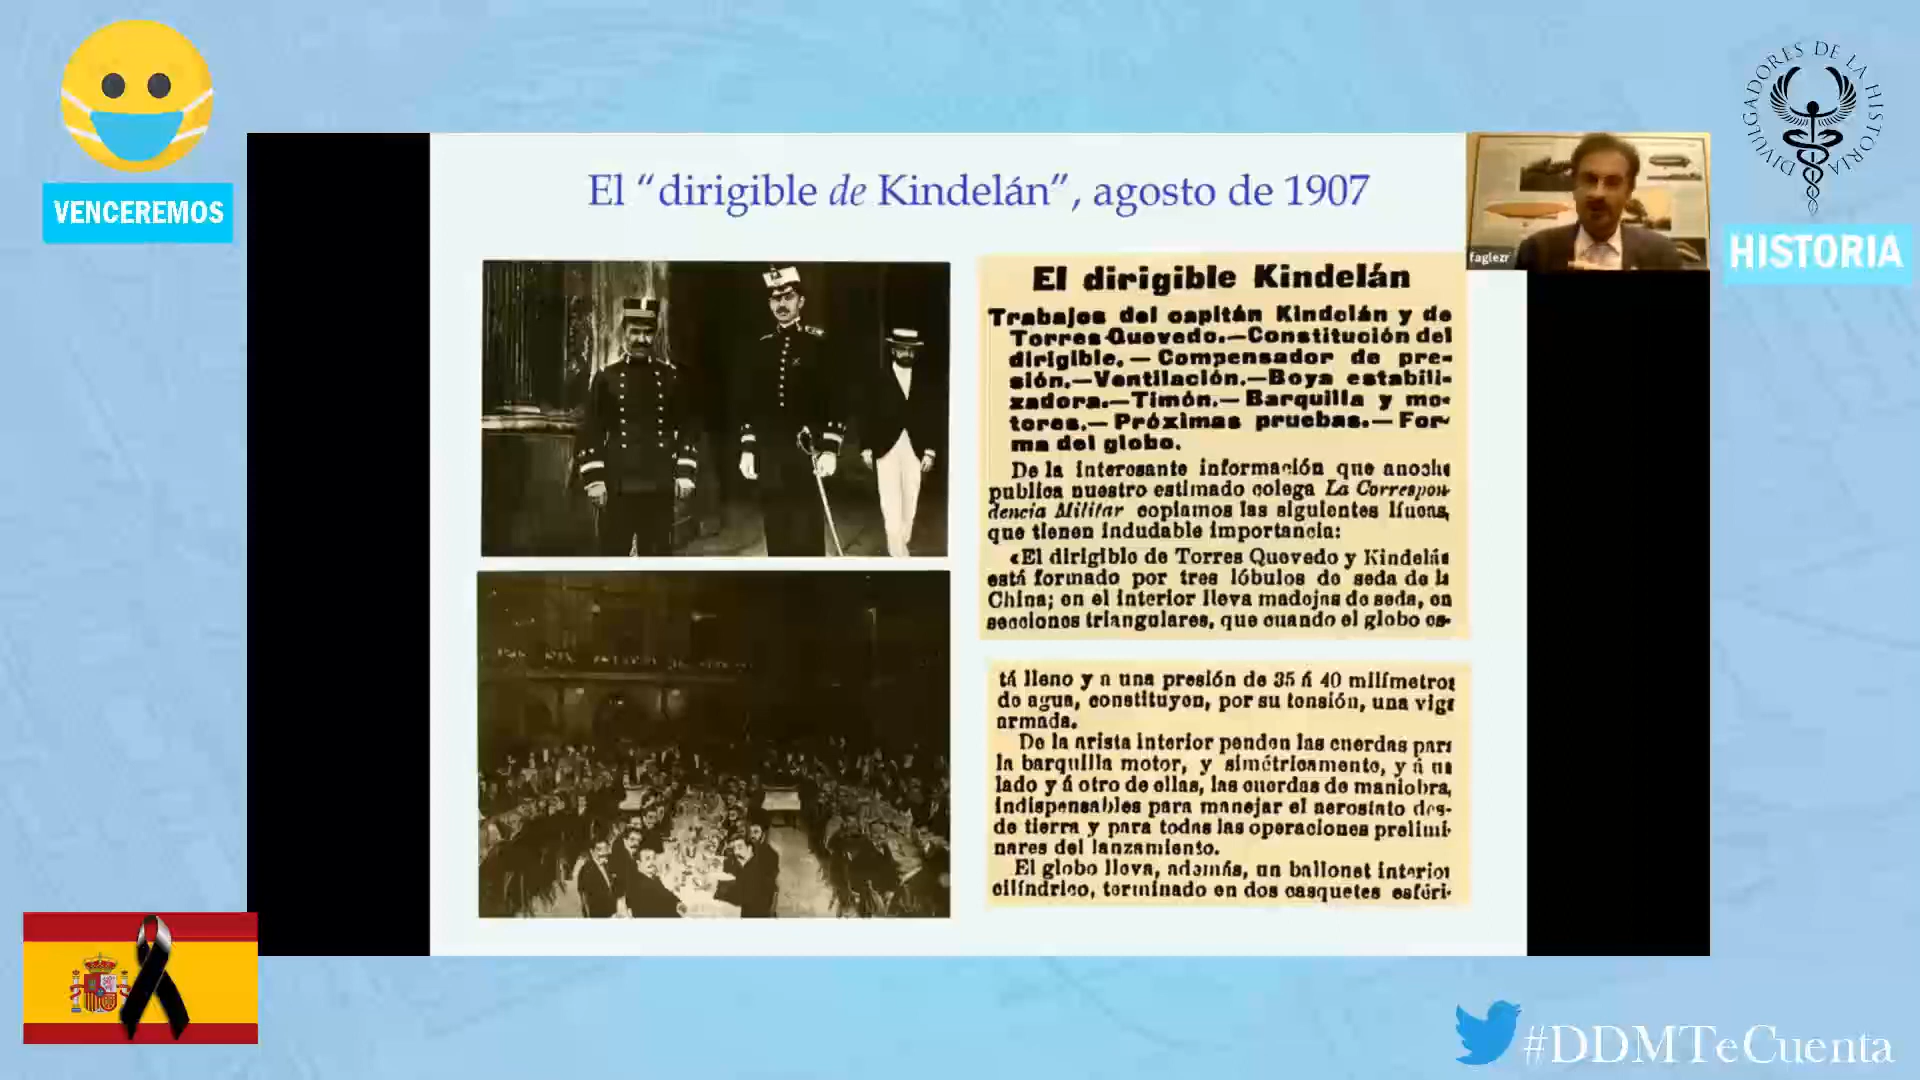 VENCEREMOS
DIVULGADORES DE LA HISTORIA
HISTORIA
faglezr
El “dirigible de Kindelán”, agosto de 1907
El dirigible Kindelán
Trabajos del capitán Kindelán y de
Torres-Quevedo.—Constitución del
dirigible. — Compensador de pre-
sión.—Ventilación.—Boya estabili-
zadora.—Timón.— Barquilla y mo-
tores.— Próximas pruebas.— For-
ma del globo.
De la interesante información que anoche
publica nuestro estimado colega La Correspon-
dencia Militar copiamos las siguientes líneas,
que tienen indudable importancia:
«El dirigible de Torres Quevedo y Kindelán
está formado por tres lóbulos de seda de la
China; en el interior lleva madejas de seda, en
secciones triangulares, que cuando el globo es-
tá lleno y a una presión de 35 á 40 milímetros
de agua, constituyen, por su tensión, una viga
armada.
De la arista interior penden las cuerdas para
la barquilla motor, y simétricamente, y á un
lado y á otro de ellas, las cuerdas de maniobra,
indispensables para manejar el aerostato des-
de tierra y para todas las operaciones prelimi-
nares del lanzamiento.
El globo lleva, además, un ballonet interior
cilíndrico, terminado en dos casquetes esféri-
#DDMTeCuenta